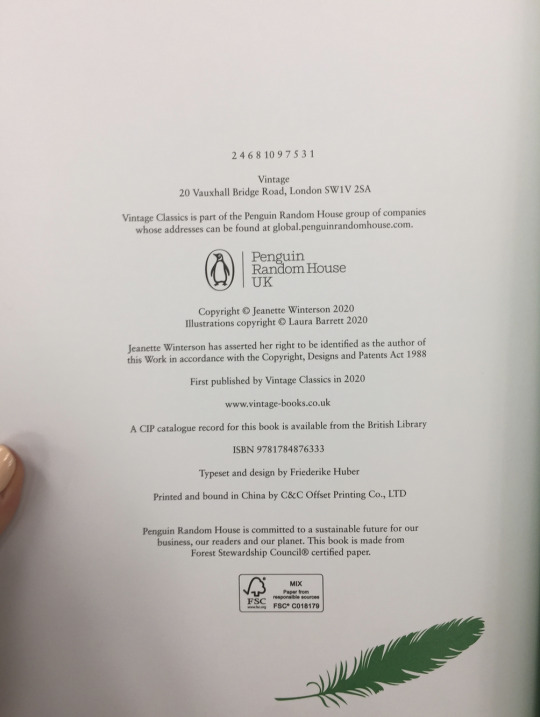 2 4 6 8 10 9 7 5 3 1
Vintage
20 Vauxhall Bridge Road, London SW1V 2SA
Vintage Classics is part of the Penguin Random House group of companies
whose addresses can be found at global.penguinrandomhouse.com.
Penguin
Random House
UK
Copyright © Jeanette Winterson 2020
Illustrations copyright © Laura Barrett 2020
Jeanette Winterson has asserted her right to be identified as the author of
this Work in accordance with the Copyright, Designs and Patents Act 1988
First published by Vintage Classics in 2020
www.vintage-books.co.uk
A CIP catalogue record for this book is available from the British Library
ISBN 9781784876333
Typeset and design by Friederike Huber
Printed and bound in China by C&C Offset Printing Co., LTD
Penguin Random House is committed to a sustainable future for our
business, our readers and our planet. This book is made from
Forest Stewardship Council® certified paper.
FSC
www.fsc.org
MIX
Paper from
responsible sources
FSC® C018179